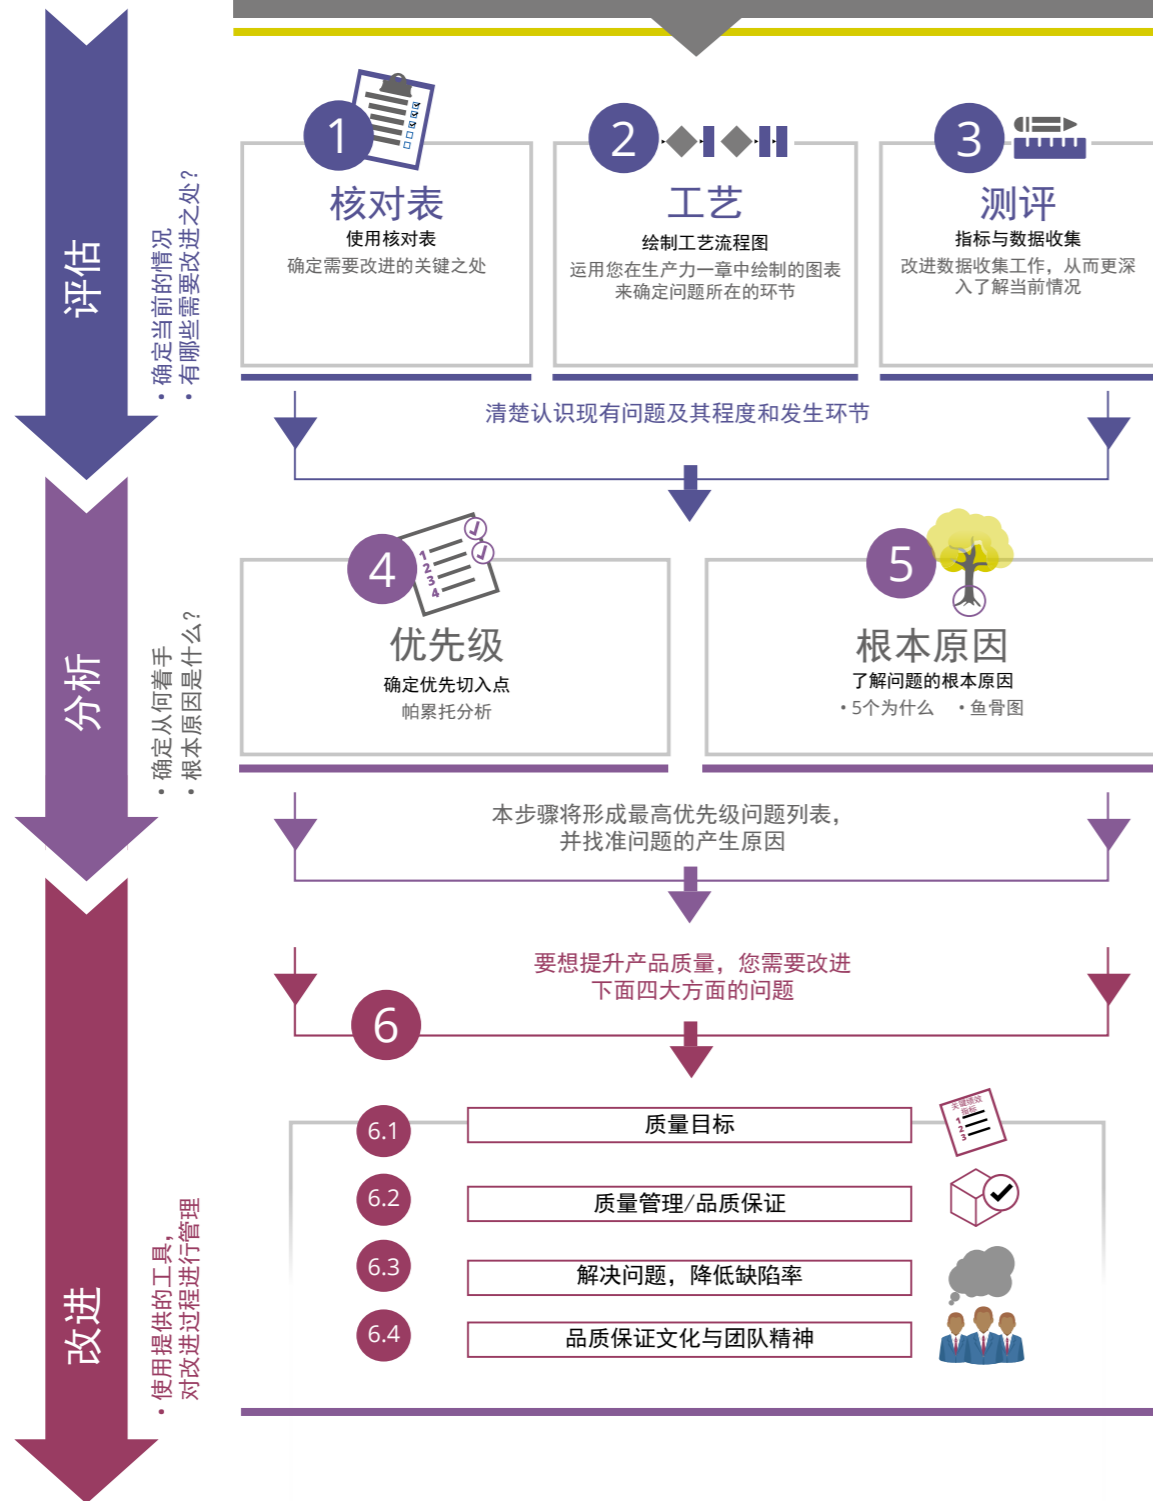 评估
·确定当前的情况
·有哪些需要改进之处？
1
核对表
使用核对表
确定需要改进的关键之处
2
工艺
绘制工艺流程图
运用您在生产力一章中绘制的图表
来确定问题所在的环节
3
测评
指标与数据收集
改进数据收集工作，从而更深
入了解当前情况
清楚认识现有问题及其程度和发生环节
分析
·确定从何着手
·根本原因是什么？
4
1
2
3
4
优先级
确定优先切入点
帕累托分析
5
根本原因
了解问题的根本原因
•5个为什么 •鱼骨图
本步骤将形成最高优先级问题列表，
并找准问题的产生原因
改进
·使用提供的工具，
对改进过程进行管理
要想提升产品质量，您需要改进
下面四大方面的问题
6
6.1
质量目标
关键绩效
指标
1
2
3
6.2
质量管理/品质保证
6.3
解决问题，降低缺陷率
6.4
品质保证文化与团队精神